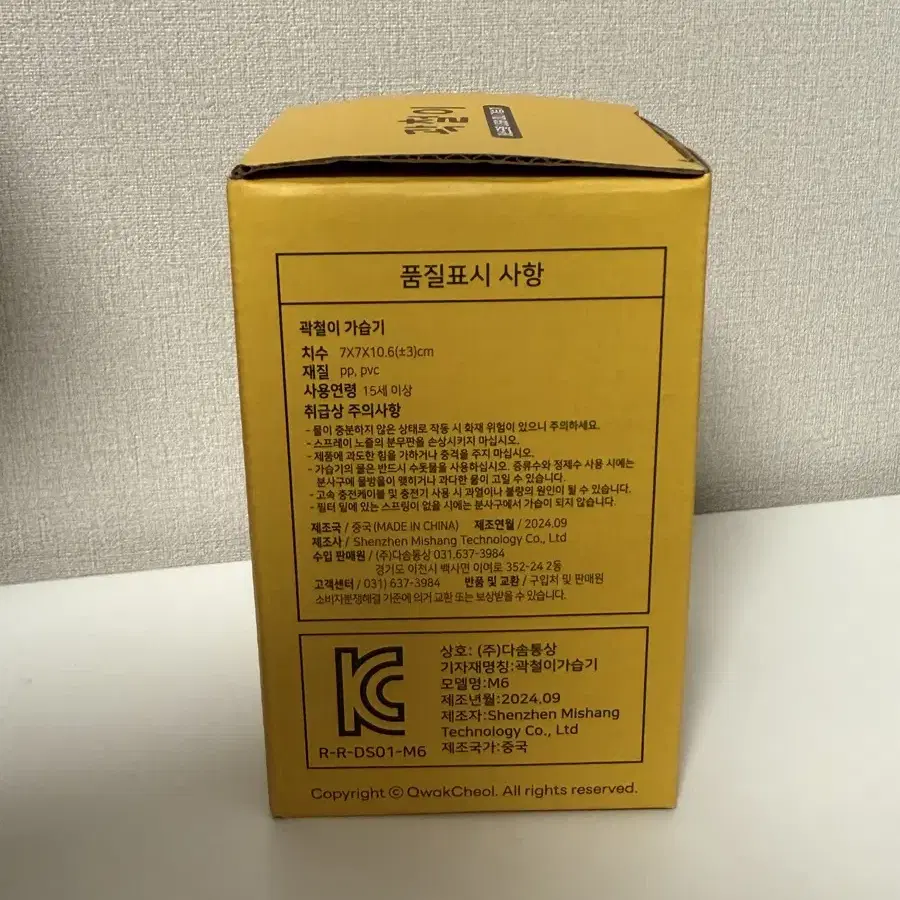 곽철이
품질표시 사항
곽철이 가습기
치수 7X7X10.6(±3)cm
재질 pp, pvc
사용연령 15세 이상
취급상 주의사항
- 물이 충분하지 않은 상태로 작동 시 화재 위험이 있으니 주의하세요.
- 스프레이 노즐의 분무판을 손상시키지 마십시오.
- 제품에 과도한 힘을 가하거나 충격을 주지 마십시오.
- 가습기의 물은 반드시 수돗물을 사용하십시오. 증류수와 정제수 사용 시에는
분사구에 물방울이 맺히거나 과다한 물이 고일 수 있습니다.
- 고속 충전케이블 및 충전기 사용 시 과열이나 불량의 원인이 될 수 있습니다.
- 필터 밑에 있는 스프링이 없을 시에는 분사구에서 가습이 되지 않습니다.
제조국 / 중국(MADE IN CHINA) 제조연월 / 2024.09
제조사 / Shenzhen Mishang Technology Co., Ltd
수입 판매원 / (주)다솜통상 031.637-3984
경기도 이천시 백사면 이여로 352-24 2동
고객센터 / 031) 637-3984 반품 및 교환 / 구입처 및 판매원
소비자분쟁해결 기준에 의거 교환 또는 보상받을 수 있습니다.
R-R-DS01-M6
상호: (주)다솜통상
기자재명칭:곽철이가습기
모델명:M6
제조년월:2024.09
제조자:Shenzhen Mishang
Technology Co., Ltd
제조국가:중국
Copyright ⓒ QwakCheol. All rights reserved.